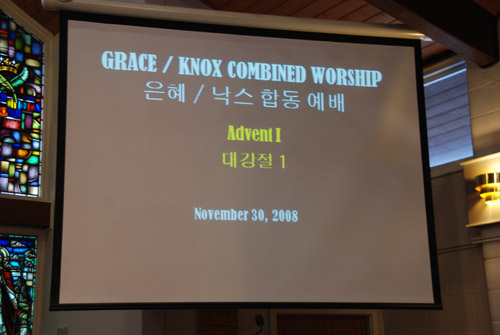 GRACE / KNOX COMBINED WORSHIP
은혜 / 낙스 합동 예배
Advent I
대강절 1
November 30, 2008